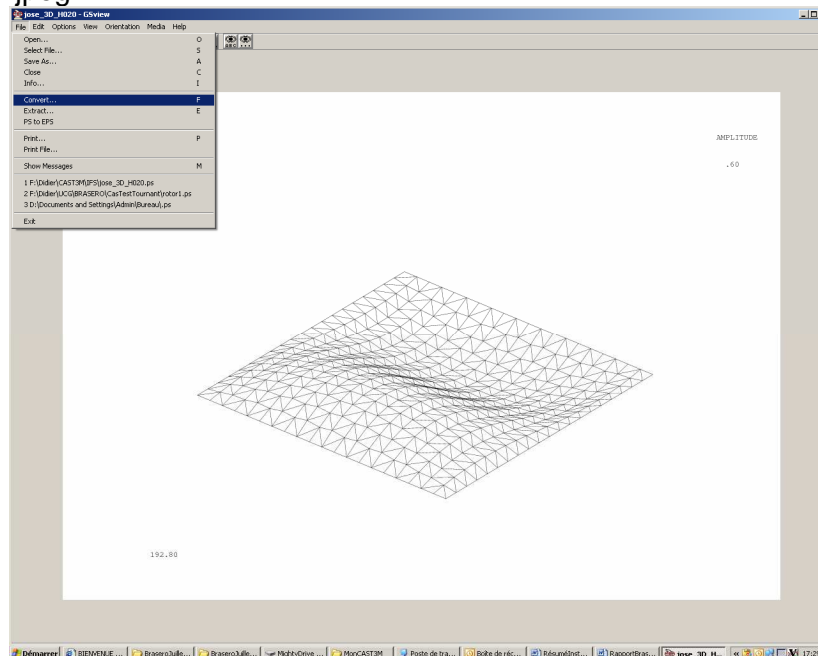 jpeg
jose_3D_H020 - GSview
File Edit Options View Orientation Media Help
Open... O
Select File... S
Save As... A
Close C
Info... I
Convert... F
Extract... E
PS to EPS
Print... P
Print File...
Show Messages M
1 F:\Didier\CAST3M\IFS\jose_3D_H020.ps
2 F:\Didier\UCG\BRASERO\CasTestTournant\rotor1.ps
3 D:\Documents and Settings\Admin\Bureau\.ps
Exit
AMPLITUDE
.60
192.80
Démarrer BIENVENUE ... BraseroJuille... BraseroJuille... MightyDrive ... MonCAST3M Poste de tra... Boîte de réc... RésuméInst... RapportBras... jose_3D_H... « 17:29